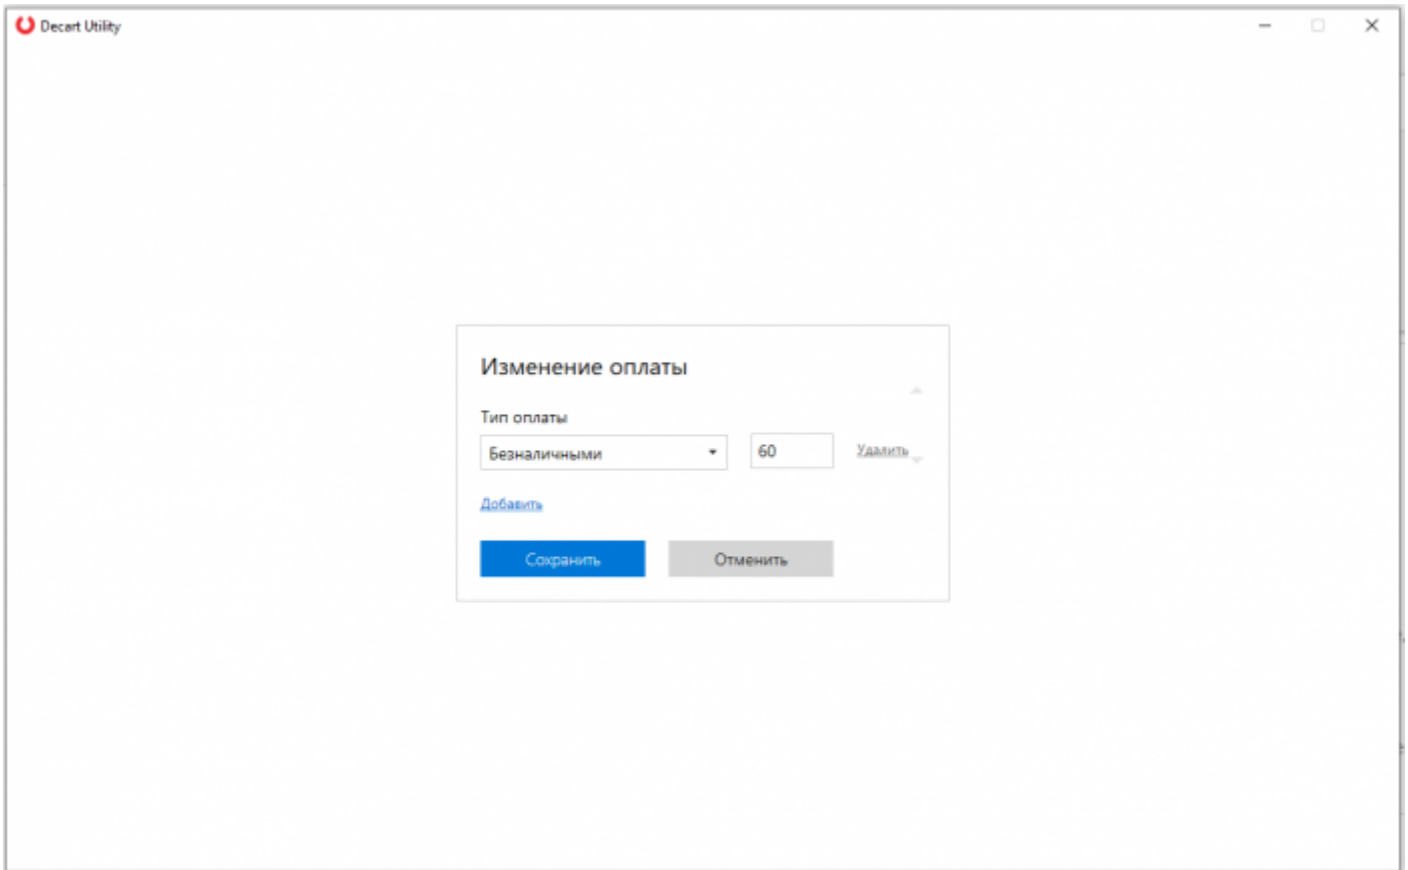 Decart Utility
Изменение оплаты
Тип оплаты
Безналичными 60 Удалить
Добавить
Сохранить Отменить